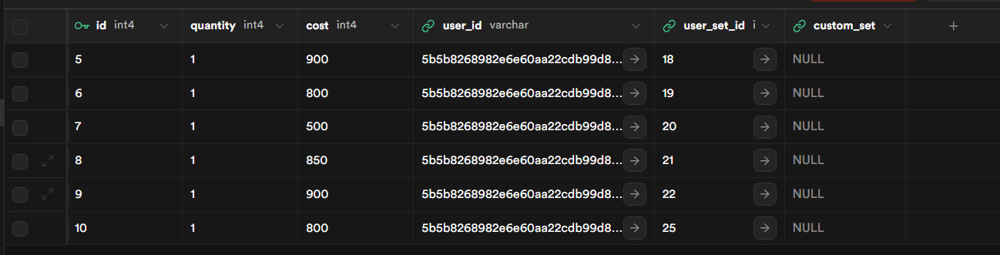 id int4 quantity int4 cost int4 user_id varchar user_set_id i custom_set +
5 1 900 5b5b8268982e6e60aa22cdb99d8... 18 NULL
6 1 800 5b5b8268982e6e60aa22cdb99d8... 19 NULL
7 1 500 5b5b8268982e6e60aa22cdb99d8... 20 NULL
8 1 850 5b5b8268982e6e60aa22cdb99d8... 21 NULL
9 1 900 5b5b8268982e6e60aa22cdb99d8... 22 NULL
10 1 800 5b5b8268982e6e60aa22cdb99d8... 25 NULL